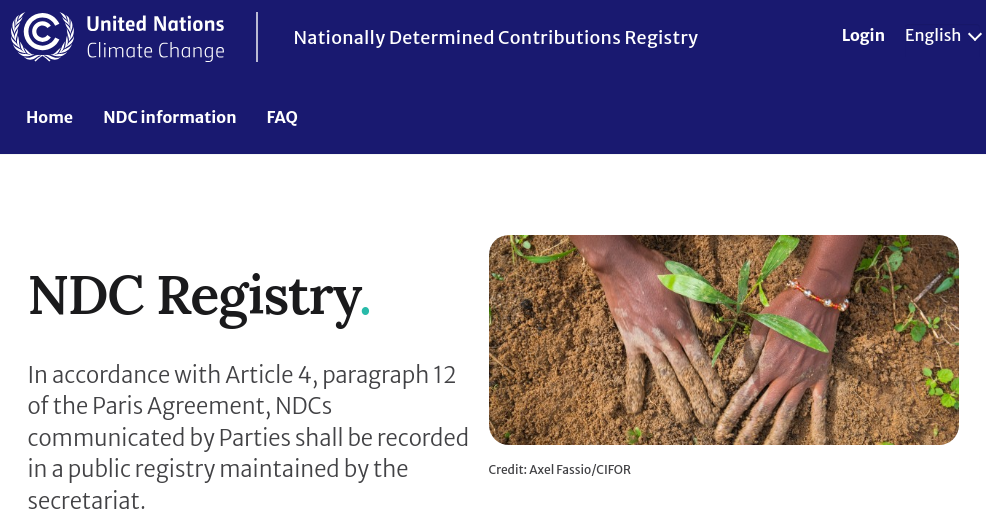 United Nations
Climate Change
Nationally Determined Contributions Registry
Login
English
Home
NDC information
FAQ
NDC Registry.
In accordance with Article 4, paragraph 12
of the Paris Agreement, NDCs
communicated by Parties shall be recorded
in a public registry maintained by the
secretariat.
Credit: Axel Fassio/CIFOR